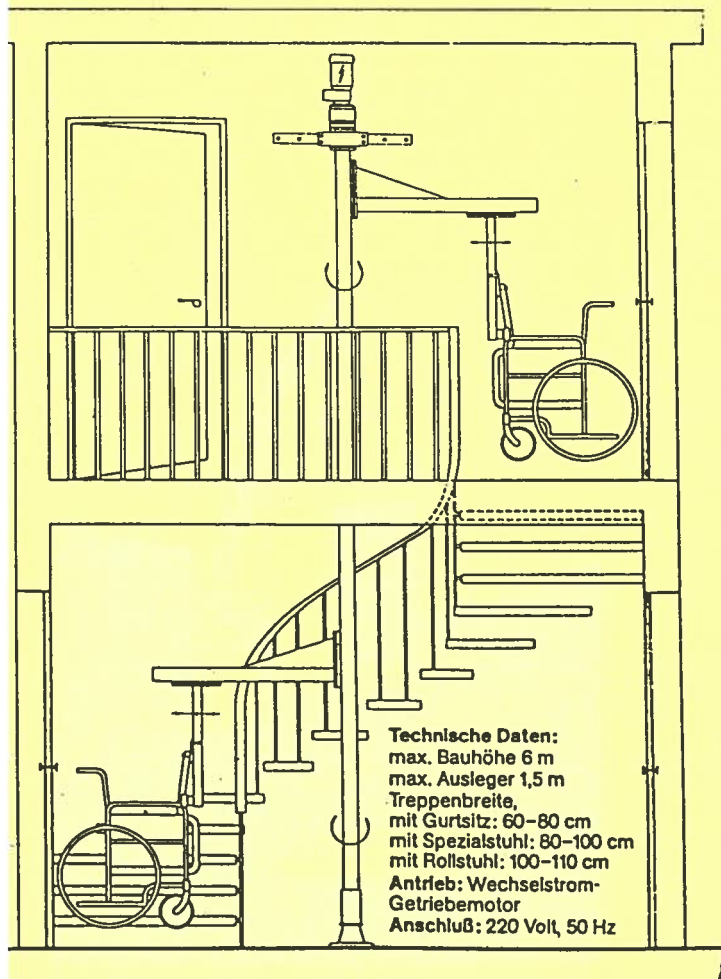 Technische Daten:
max. Bauhöhe 6 m
max. Ausleger 1,5 m
Treppenbreite,
mit Gurtsitz: 60–80 cm
mit Spezialstuhl: 80–100 cm
mit Rollstuhl: 100–110 cm
Antrieb: Wechselstrom-
Getriebemotor
Anschluß: 220 Volt, 50 Hz